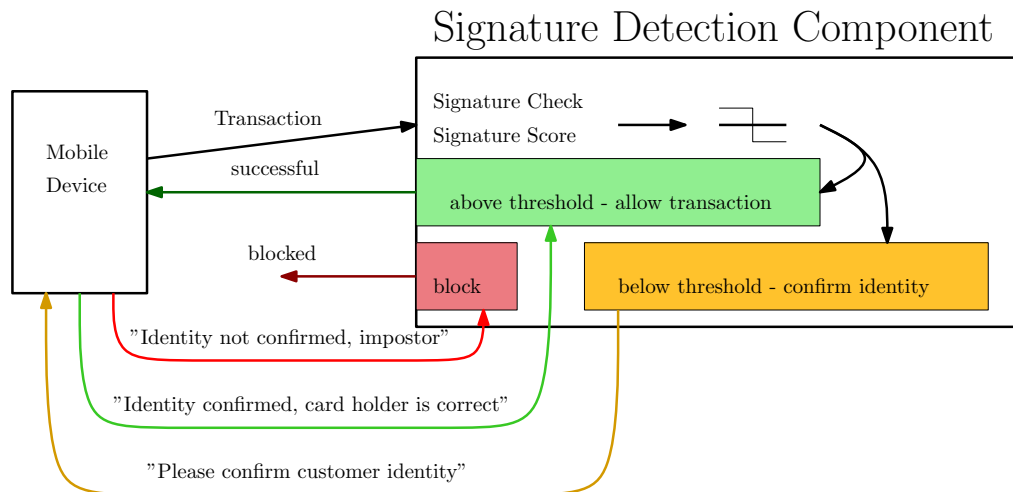 Signature Detection Component
Signature Check
Signature Score
Transaction
Mobile
Device
successful
above threshold - allow transaction
blocked
block
below threshold - confirm identity
”Identity not confirmed, impostor”
”Identity confirmed, card holder is correct”
”Please confirm customer identity”